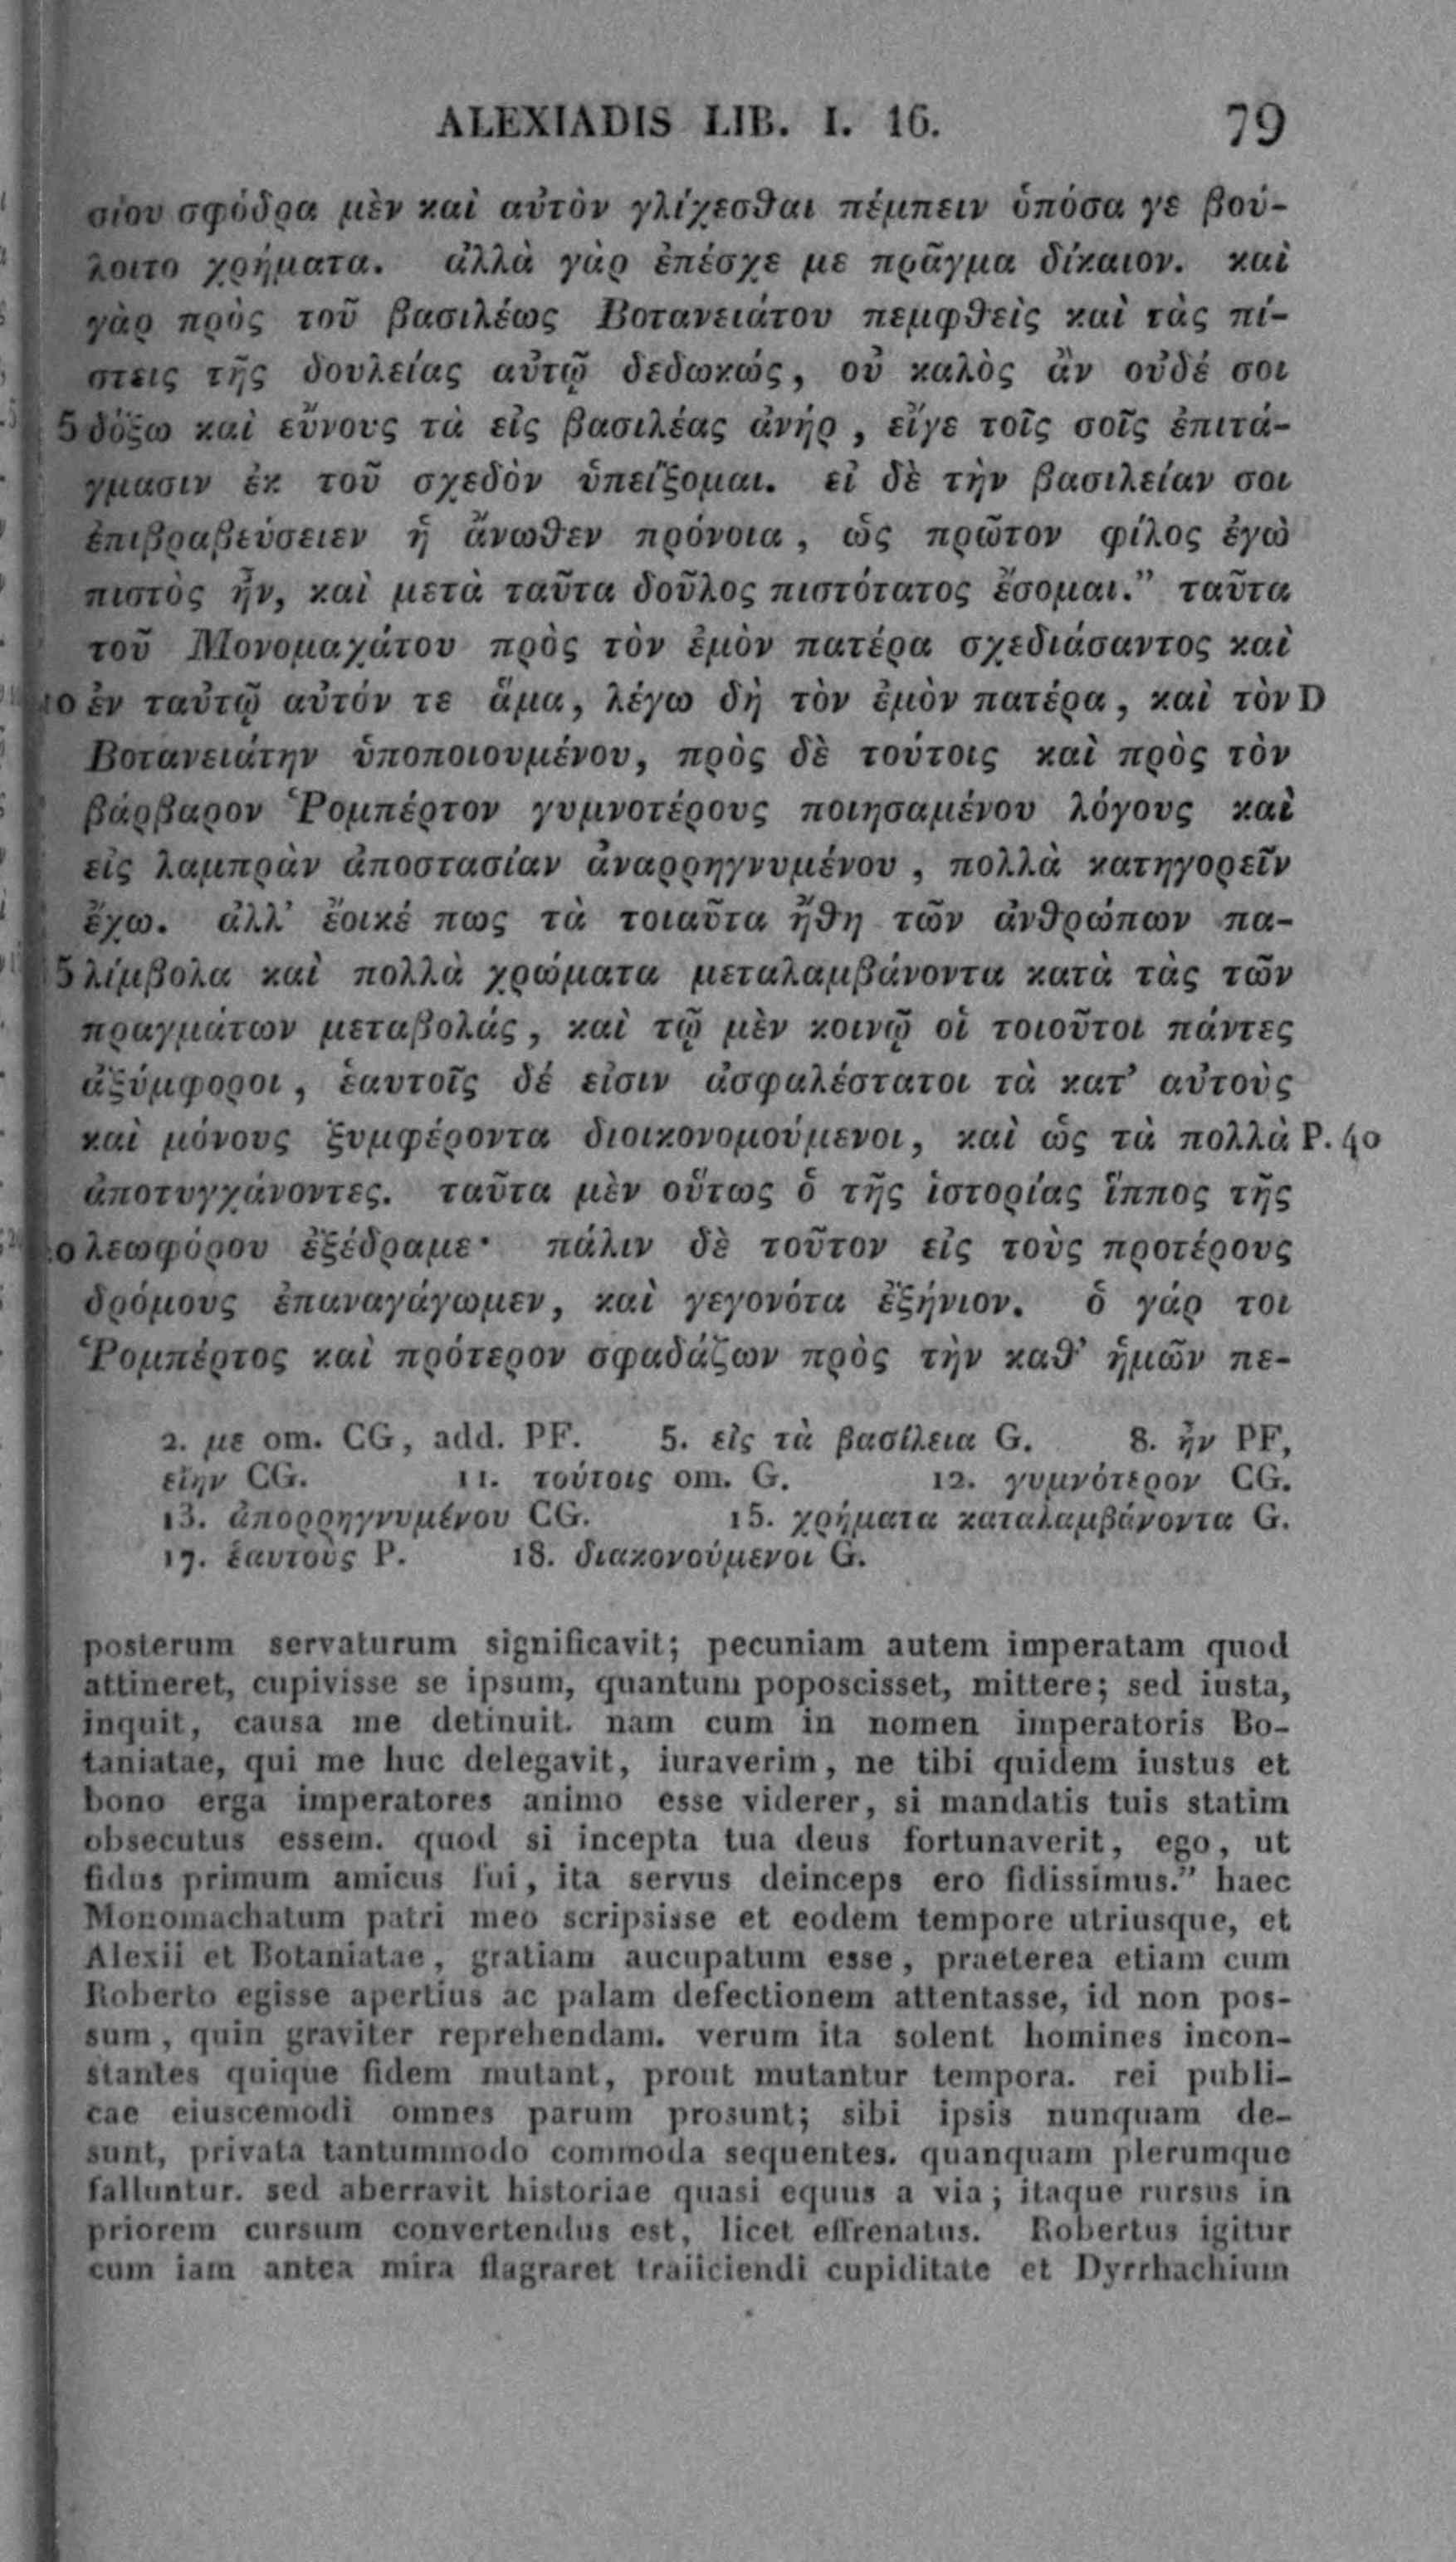 ALEXIADIS LIB. I. 16. 79
σίου σφόδρα μὲν καὶ αὐτὸν γλίχεσθαι πέμπειν ὁπόσα γε βού-
λοιτο χρήματα. ἀλλὰ γὰρ ἐπέσχε με πρᾶγμα δίκαιον. καὶ
γὰρ πρὸς τοῦ βασιλέως Βοτανειάτου πεμφθεὶς καὶ τὰς πί-
στεις τῆς δουλείας αὐτῷ δεδωκώς, οὐ καλὸς ἂν οὐδέ σοι
5 δόξω καὶ εὔνους τὰ εἰς βασιλέας ἀνήρ, εἴγε τοῖς σοῖς ἐπιτά-
γμασιν ἐκ τοῦ σχεδὸν ὑπείξομαι. εἰ δὲ τὴν βασιλείαν σοι
ἐπιβραβεύσειεν ἡ ἄνωθεν πρόνοια, ὡς πρῶτον φίλος ἐγὼ
πιστὸς ἦν, καὶ μετὰ ταῦτα δοῦλος πιστότατος ἔσομαι.” ταῦτα
τοῦ Μονομαχάτου πρὸς τὸν ἐμὸν πατέρα σχεδιάσαντος καὶ
10 ἐν ταὐτῷ αὐτόν τε ἅμα, λέγω δὴ τὸν ἐμὸν πατέρα, καὶ τὸν D
Βοτανειάτην ὑποποιουμένου, πρὸς δὲ τούτοις καὶ πρὸς τὸν
βάρβαρον Ῥομπέρτον γυμνοτέρους ποιησαμένου λόγους καὶ
εἰς λαμπρὰν ἀποστασίαν ἀναρρηγνυμένου, πολλὰ κατηγορεῖν
ἔχω. ἀλλ’ ἔοικέ πως τὰ τοιαῦτα ἤθη τῶν ἀνθρώπων πα-
5 λίμβολα καὶ πολλὰ χρώματα μεταλαμβάνοντα κατὰ τὰς τῶν
πραγμάτων μεταβολάς, καὶ τῷ μὲν κοινῷ οἱ τοιοῦτοι πάντες
ἀξύμφοροι, ἑαυτοῖς δέ εἰσιν ἀσφαλέστατοι τὰ κατ’ αὐτοὺς
καὶ μόνους ξυμφέροντα διοικονομούμενοι, καὶ ὡς τὰ πολλὰ P. 40
ἀποτυγχάνοντες. ταῦτα μὲν οὕτως ὁ τῆς ἱστορίας ἵππος τῆς
0 λεωφόρου ἐξέδραμε· πάλιν δὲ τοῦτον εἰς τοὺς προτέρους
δρόμους ἐπαναγάγωμεν, καὶ γεγονότα ἐξήνιον. ὁ γάρ τοι
Ῥομπέρτος καὶ πρότερον σφαδάζων πρὸς τὴν καθ’ ἡμῶν πε-
2. με om. CG, add. PF. 5. εἰς τὰ βασίλεια G. 8. ἦν PF,
εἴην CG. 11. τούτοις om. G. 12. γυμνότερον CG.
13. ἀπορρηγνυμένου CG. 15. χρήματα καταλαμβάνοντα G.
17. ἑαυτοὺς P. 18. διακονούμενοι G.
posterum servaturum significavit; pecuniam autem imperatam quod
attineret, cupivisse se ipsum, quantum poposcisset, mittere; sed iusta,
inquit, causa me detinuit. nam cum in nomen imperatoris Bo-
taniatae, qui me huc delegavit, iuraverim, ne tibi quidem iustus et
bono erga imperatores animo esse viderer, si mandatis tuis statim
obsecutus essem. quod si incepta tua deus fortunaverit, ego, ut
fidus primum amicus fui, ita servus deinceps ero fidissimus.” haec
Monomachatum patri meo scripsisse et eodem tempore utriusque, et
Alexii et Botaniatae, gratiam aucupatum esse, praeterea etiam cum
Roberto egisse apertius ac palam defectionem attentasse, id non pos-
sum, quin graviter reprehendam. verum ita solent homines incon-
stantes quique fidem mutant, prout mutantur tempora. rei publi-
cae eiuscemodi omnes parum prosunt; sibi ipsis nunquam de-
sunt, privata tantummodo commoda sequentes. quanquam plerumque
falluntur. sed aberravit historiae quasi equus a via; itaque rursus in
priorem cursum convertendus est, licet effrenatus. Robertus igitur
cum iam antea mira flagraret traiiciendi cupiditate et Dyrrhachium